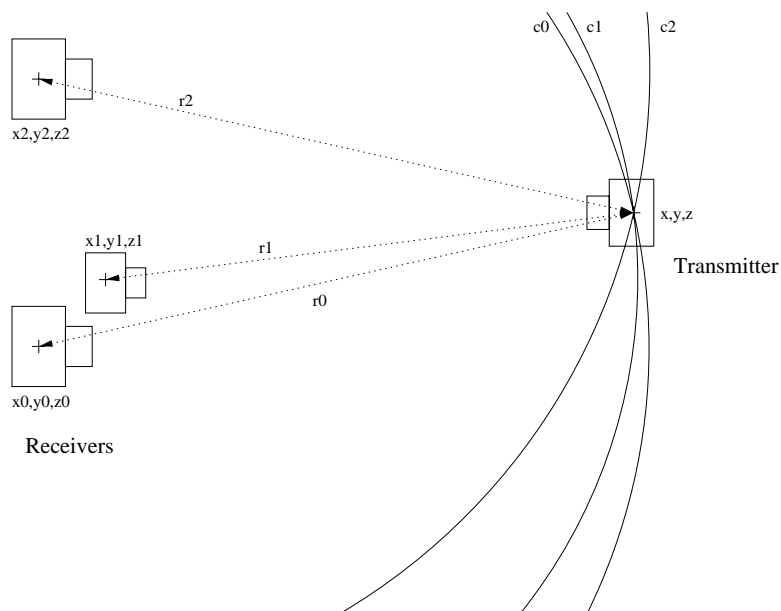 c0
c1
c2
r2
x2,y2,z2
x,y,z
x1,y1,z1
r1
Transmitter
r0
x0,y0,z0
Receivers